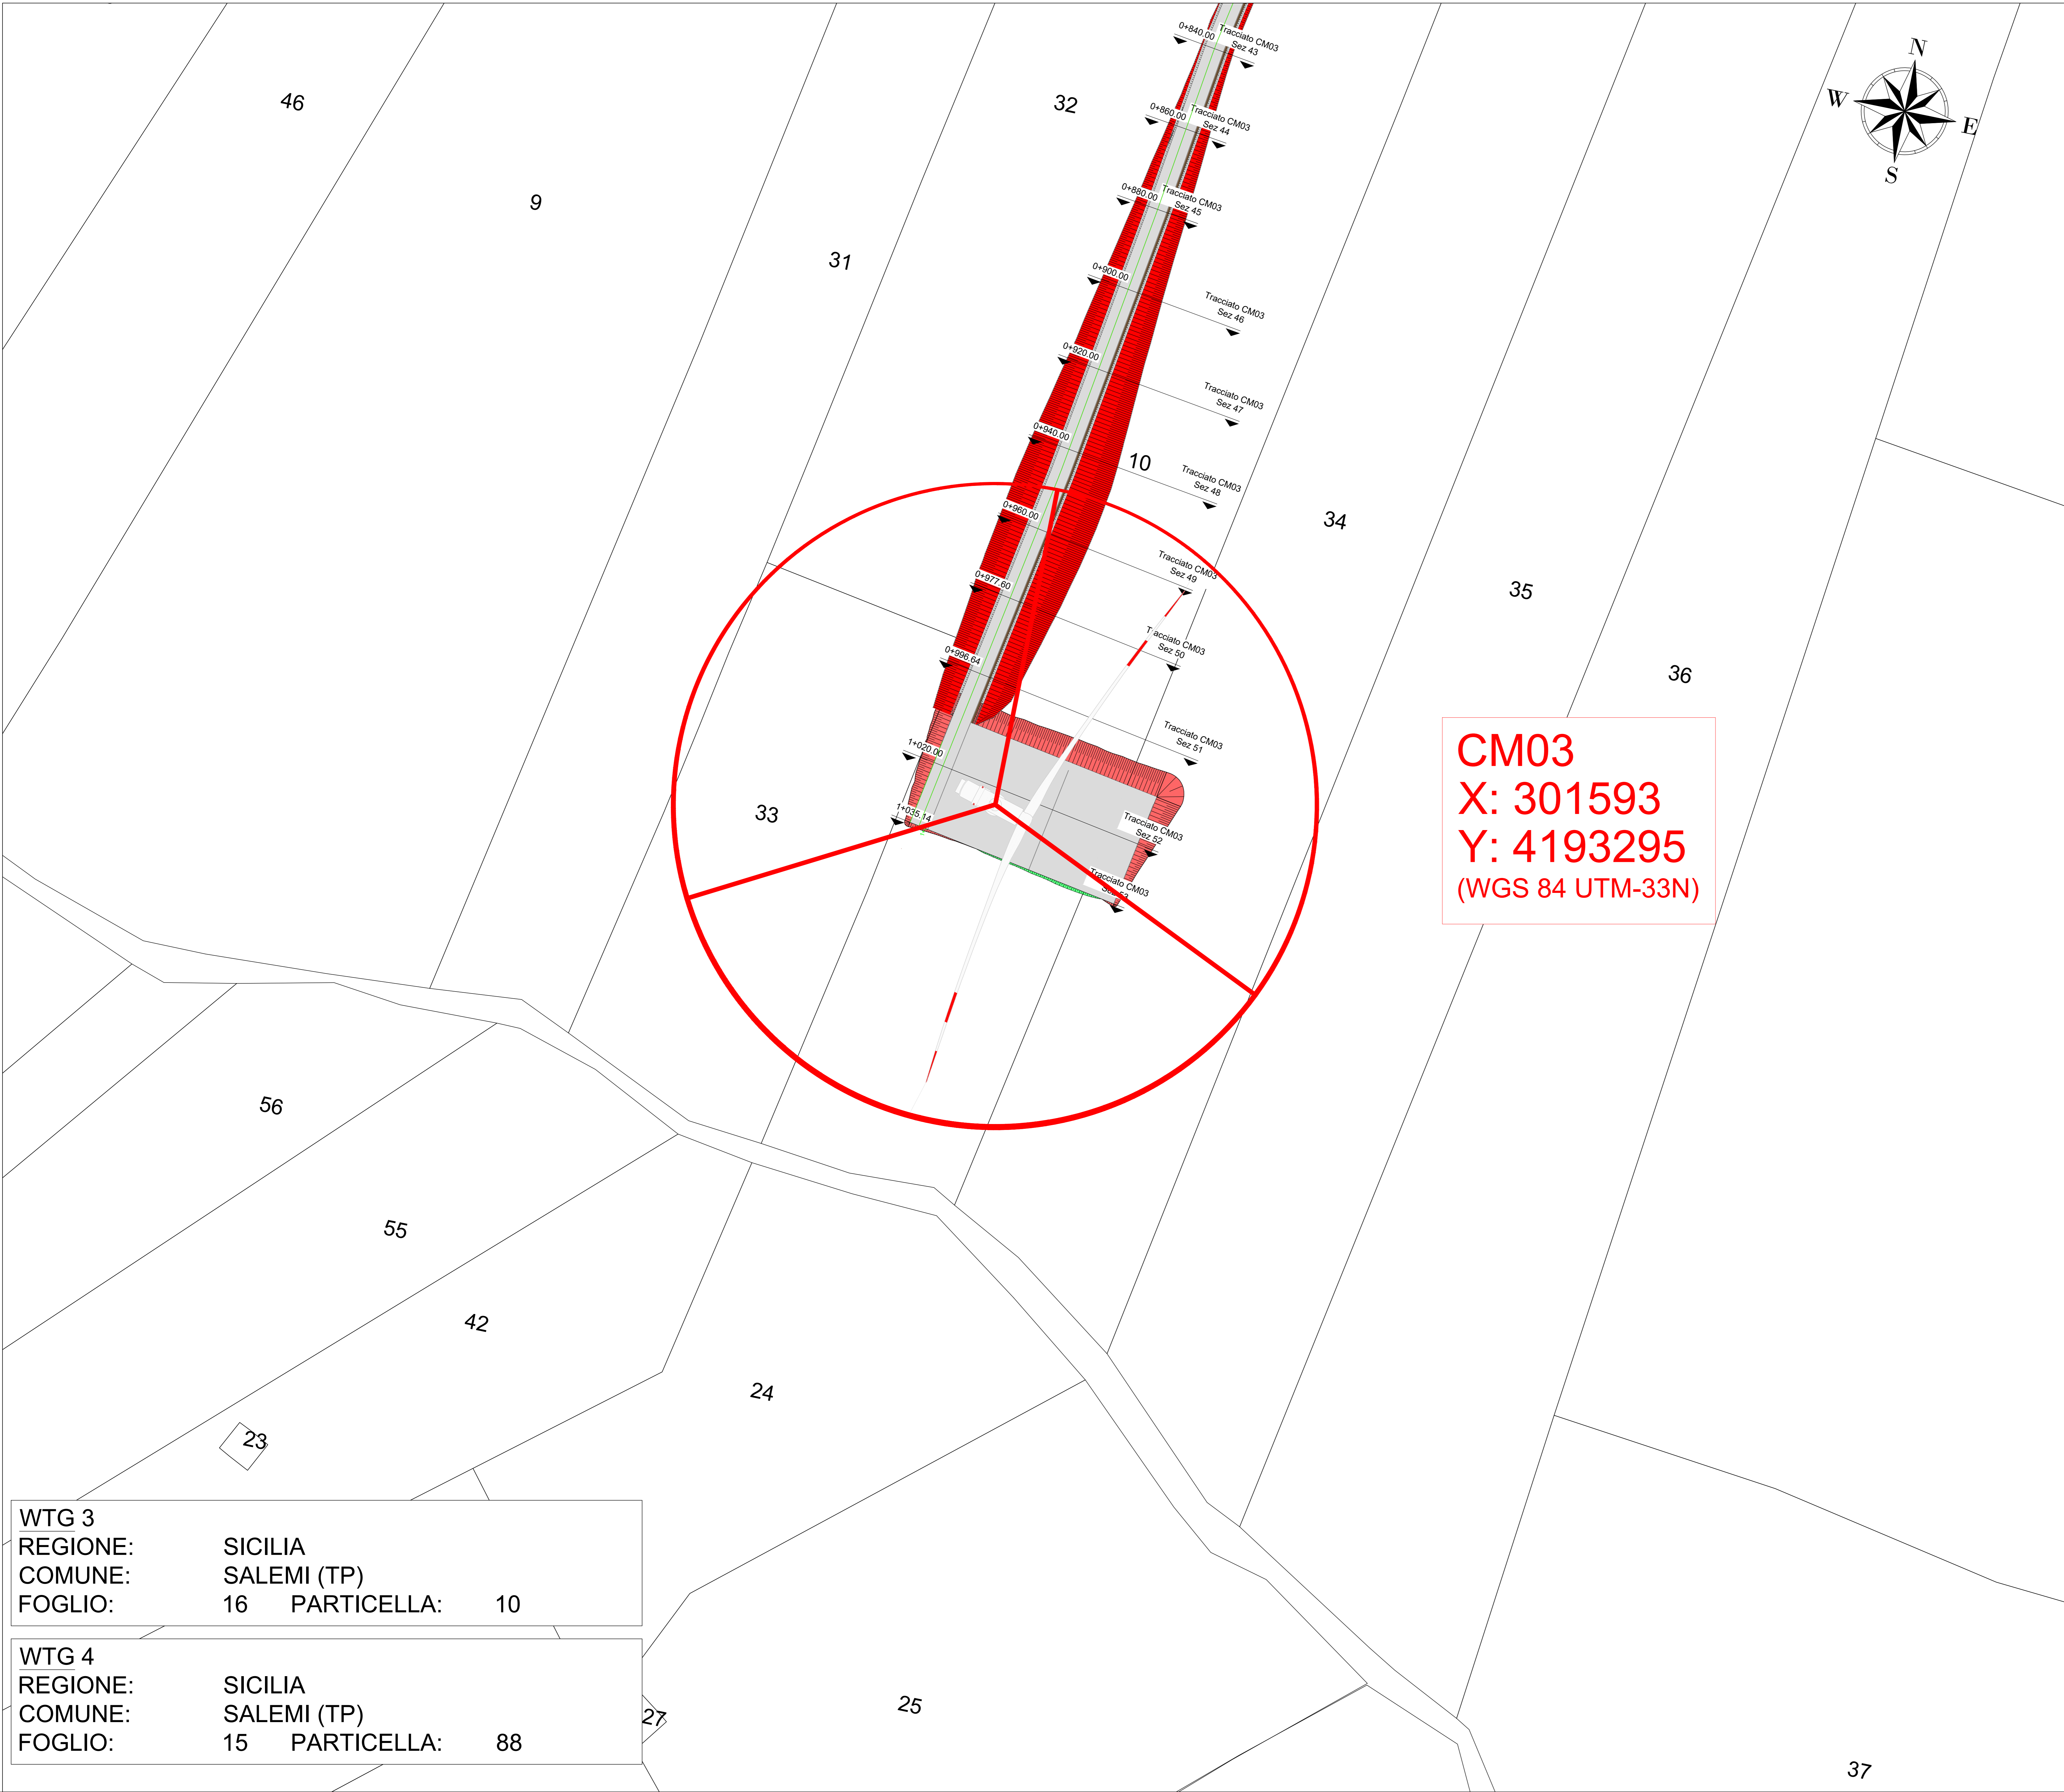 0+840.00
Tracciato CM03
Sez 43
N
W
E
S
46
32
0+860.00
Tracciato CM03
Sez 44
9
0+880.00
Tracciato CM03
Sez 45
31
0+900.00
Tracciato CM03
Sez 46
0+920.00
Tracciato CM03
Sez 47
0+940.00
10
Tracciato CM03
Sez 48
0+960.00
34
Tracciato CM03
Sez 49
0+977.60
35
Tracciato CM03
Sez 50
0+996.64
36
Tracciato CM03
Sez 51
1+020.00
CM03
X: 301593
Y: 4193295
(WGS 84 UTM-33N)
33
1+035.14
Tracciato CM03
Sez 52
Tracciato CM03
Sez 53
56
55
42
24
23
WTG 3
REGIONE: SICILIA
COMUNE: SALEMI (TP)
FOGLIO: 16 PARTICELLA: 10
WTG 4
REGIONE: SICILIA
COMUNE: SALEMI (TP)
FOGLIO: 15 PARTICELLA: 88
27
25
37